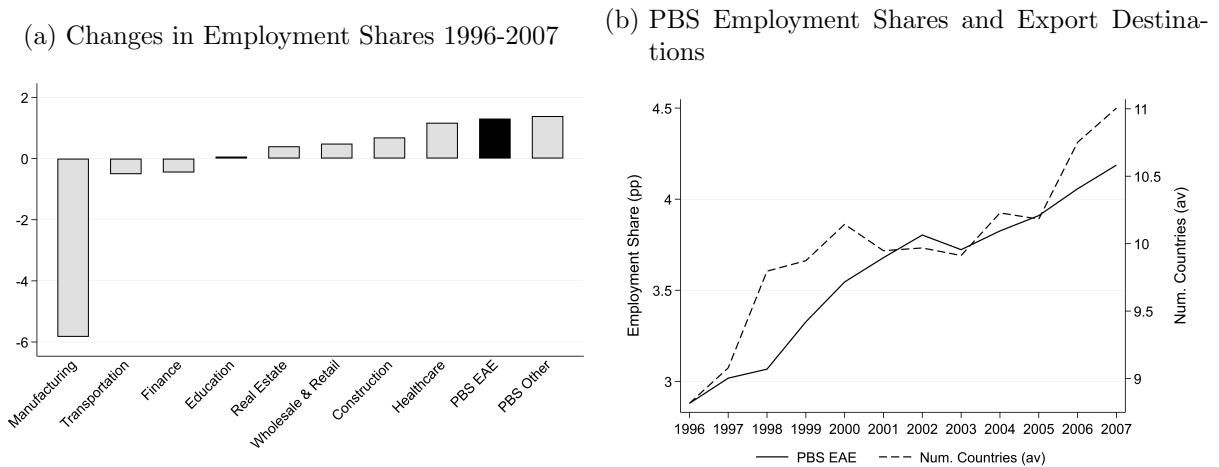 (a) Changes in Employment Shares 1996-2007
2
0
-2
-4
-6
Manufacturing
Transportation
Finance
Education
Real Estate
Wholesale & Retail
Construction
Healthcare
PBS EAE
PBS Other
(b) PBS Employment Shares and Export Destina-
tions
Employment Share (pp)
4.5
4
3.5
3
11
10.5
10
9.5
9
Num. Countries (av)
1996 1997 1998 1999 2000 2001 2002 2003 2004 2005 2006 2007
PBS EAE Num. Countries (av)